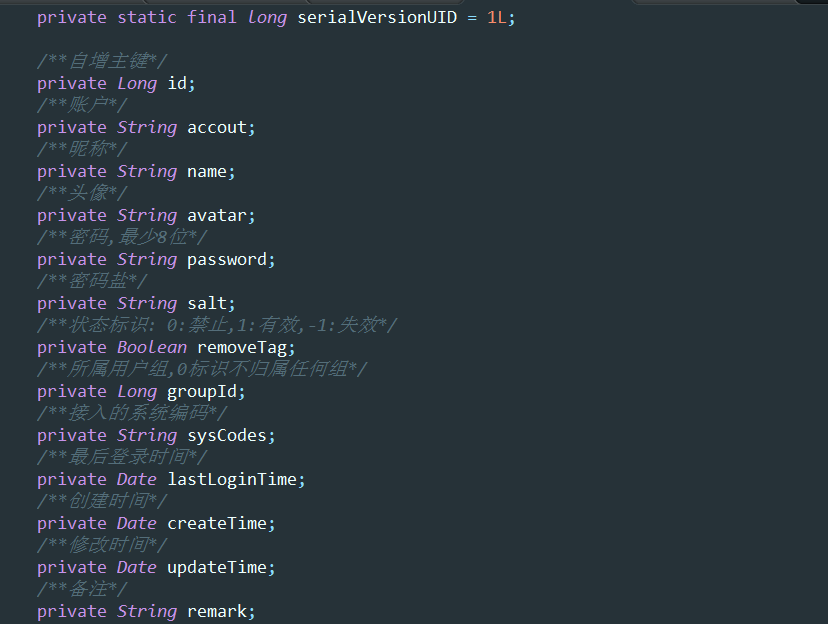 private static final long serialVersionUID = 1L;
/**自增主键*/
private Long id;
/**账户*/
private String accout;
/**昵称*/
private String name;
/**头像*/
private String avatar;
/**密码,最少8位*/
private String password;
/**密码盐*/
private String salt;
/**状态标识: 0:禁止,1:有效,-1:失效*/
private Boolean removeTag;
/**所属用户组,0标识不归属任何组*/
private Long groupId;
/**接入的系统编码*/
private String sysCodes;
/**最后登录时间*/
private Date lastLoginTime;
/**创建时间*/
private Date createTime;
/**修改时间*/
private Date updateTime;
/**备注*/
private String remark;